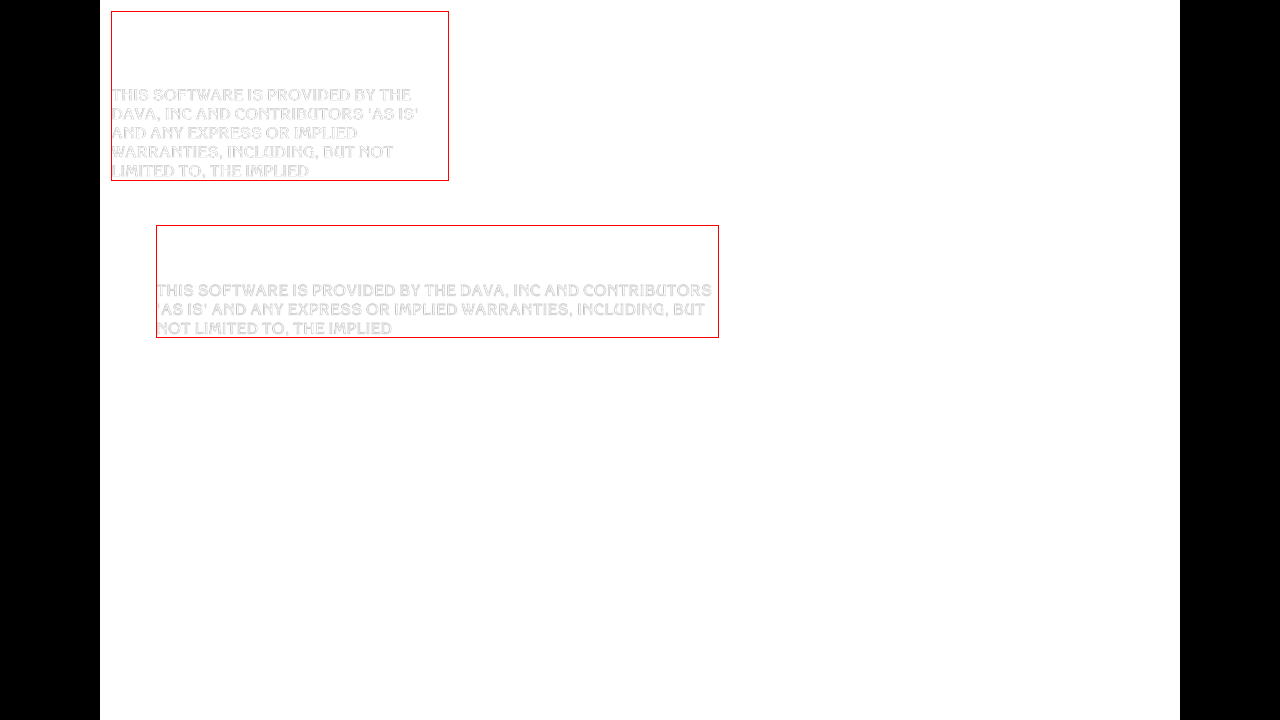 THIS SOFTWARE IS PROVIDED BY THE
DAVA, INC AND CONTRIBUTORS 'AS IS'
AND ANY EXPRESS OR IMPLIED
WARRANTIES, INCLUDING, BUT NOT
LIMITED TO, THE IMPLIED
THIS SOFTWARE IS PROVIDED BY THE DAVA, INC AND CONTRIBUTORS
'AS IS' AND ANY EXPRESS OR IMPLIED WARRANTIES, INCLUDING, BUT
NOT LIMITED TO, THE IMPLIED